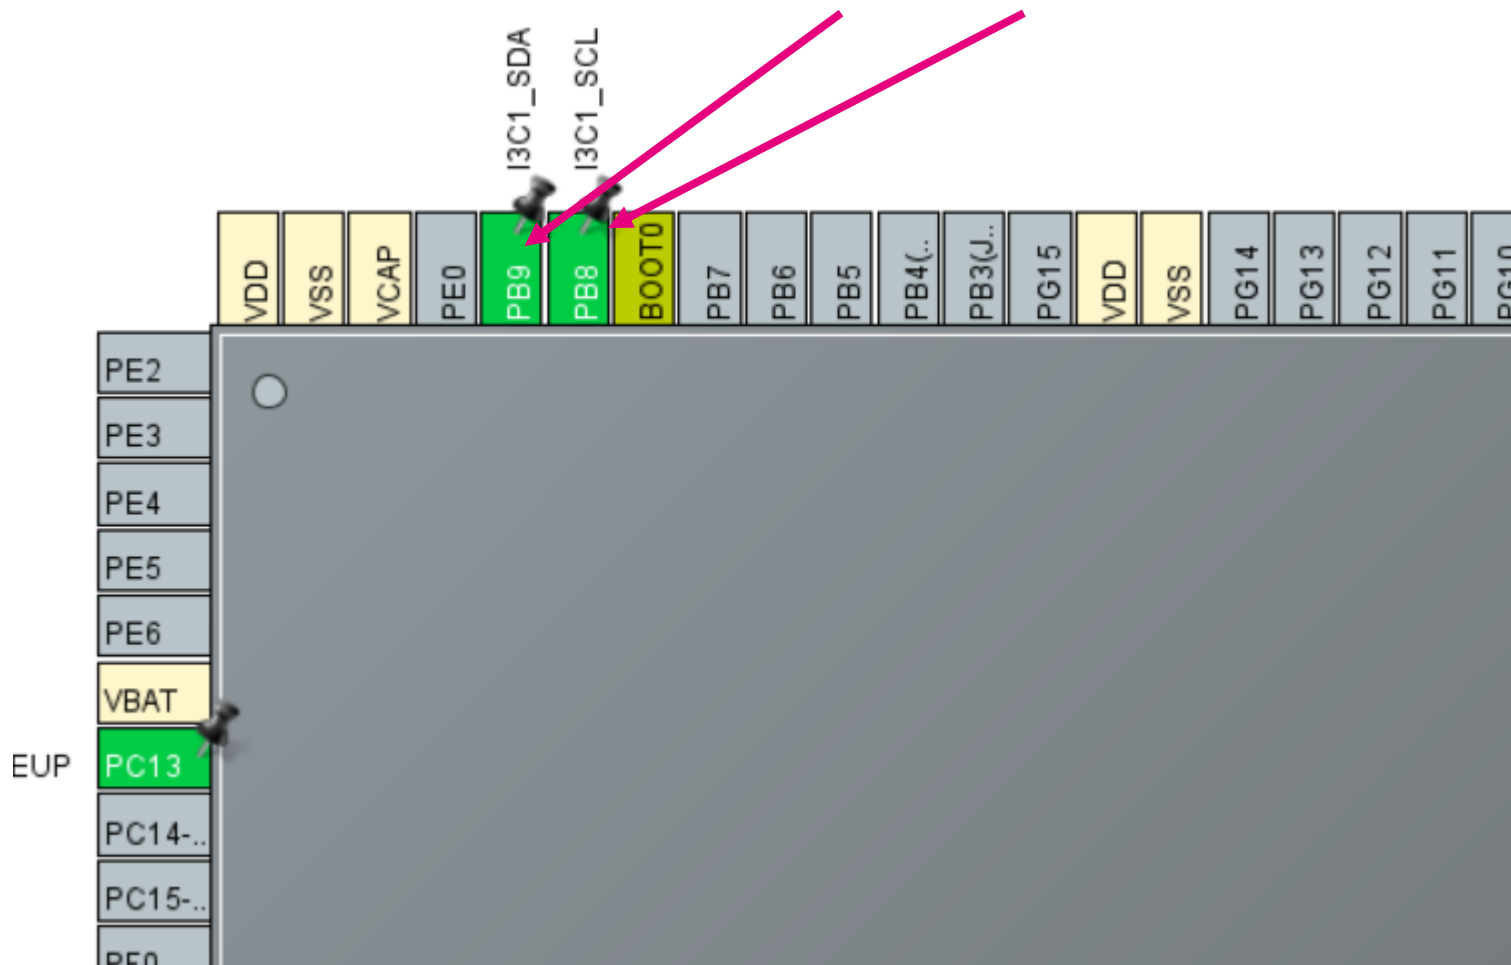 I3C1_SDA
I3C1_SCL
VDD
VSS
VCAP
PE0
PB9
PB8
BOOT0
PB7
PB6
PB5
PB4(..
PB3(J..
PG15
VDD
VSS
PG14
PG13
PG12
PG11
PG10
PE2
PE3
PE4
PE5
PE6
VBAT
EUP PC13
PC14-..
PC15-..